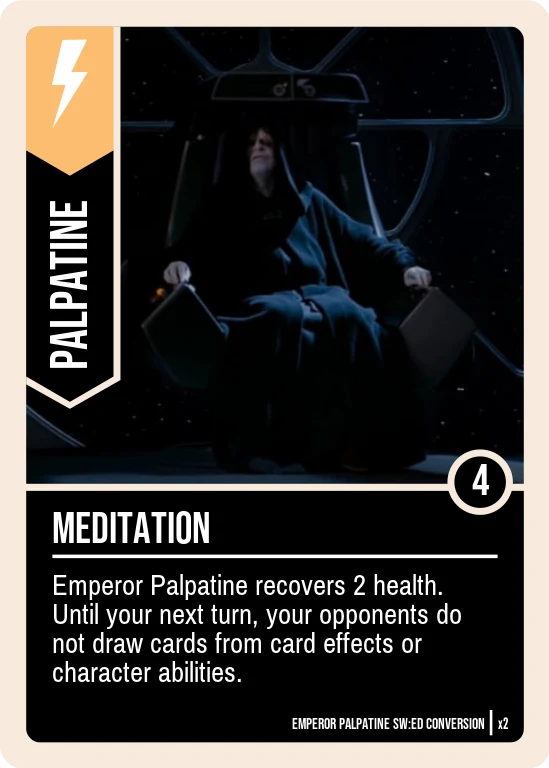 PALPATINE
4
MEDITATION
Emperor Palpatine recovers 2 health.
Until your next turn, your opponents do
not draw cards from card effects or
character abilities.
EMPEROR PALPATINE SW:ED CONVERSION | x2